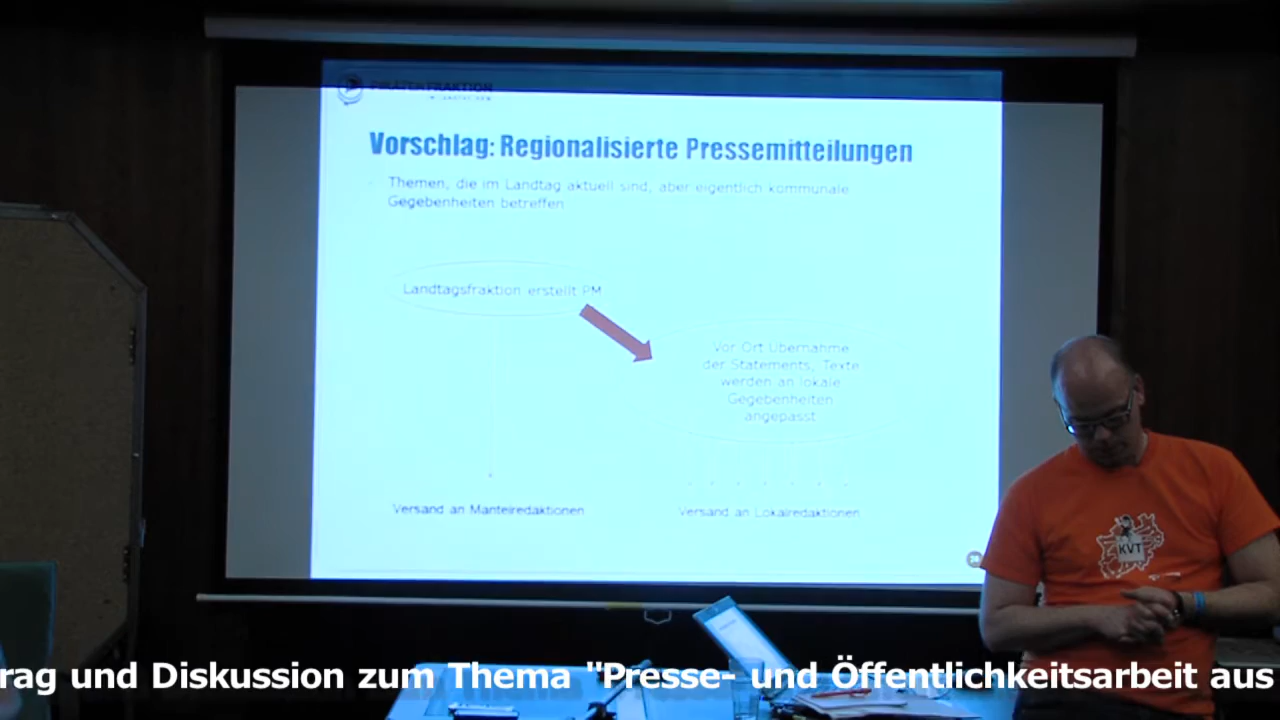 PIRATENFRAKTION
Vorschlag: Regionalisierte Pressemitteilungen
Themen, die im Landtag aktuell sind, aber eigentlich kommunale
Gegebenheiten betreffen
Landtagsfraktion erstellt PM
Vor Ort Übernahme
der Statements, Texte
werden an lokale
Gegebenheiten
angepasst
Versand an Mantelredaktionen
Versand an Lokalredaktionen
KVT
rag und Diskussion zum Thema "Presse- und Öffentlichkeitsarbeit aus